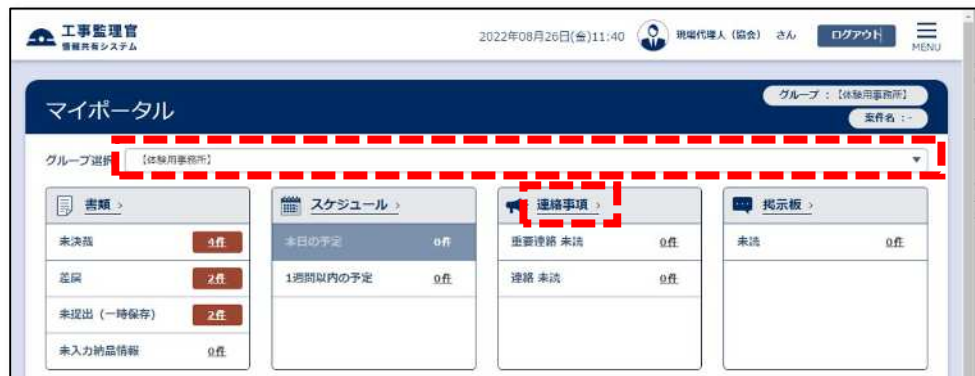 工事監理官
情報共有システム
2022年08月26日(金)11:40 現場代理人（協会） さん ログアウト
MENU
マイポータル
グループ：【体験用事務所】
案件名：-
グループ選択 【体験用事務所】
書類 >
未決裁 4件
差戻 2件
未提出（一時保存） 2件
未入力納品情報 0件
スケジュール >
本日の予定 0件
1週間以内の予定 0件
連絡事項 >
重要連絡 未読 0件
連絡 未読 0件
掲示板 >
未読 0件